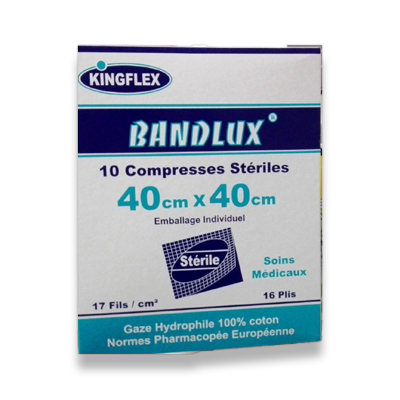 KINGFLEX
BANDLUX®
10 Compresses Stériles
40cm x 40cm
Emballage Individuel
Stérile
Soins
Medicaux
17 Fils / cm²
16 Plis
Gaze Hydrophile 100% coton
Normes Pharmacopée Européenne